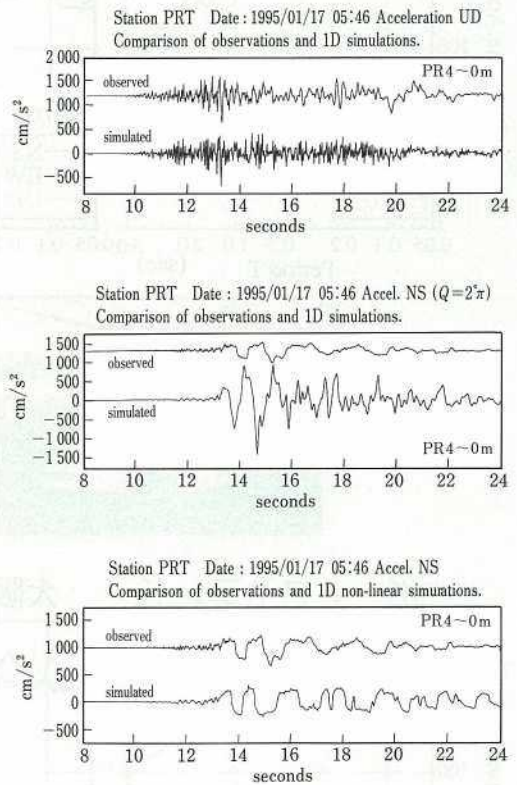 Station PRT Date : 1995/01/17 05:46 Acceleration UD
Comparison of observations and 1D simulations.
2 000
1 500
1 000
500
0
−500
cm/s²
observed
simulated
PR4~0m
8 10 12 14 16 18 20 22 24
seconds
Station PRT Date : 1995/01/17 05:46 Accel. NS (Q=2*π)
Comparison of observations and 1D simulations.
1 500
1 000
500
0
−500
−1 000
−1 500
cm/s²
observed
simulated
PR4~0m
8 10 12 14 16 18 20 22 24
seconds
Station PRT Date : 1995/01/17 05:46 Accel. NS
Comparison of observations and 1D non-linear simurations.
1 500
1 000
500
0
−500
cm/s²
observed
simulated
PR4~0m
8 10 12 14 16 18 20 22 24
seconds